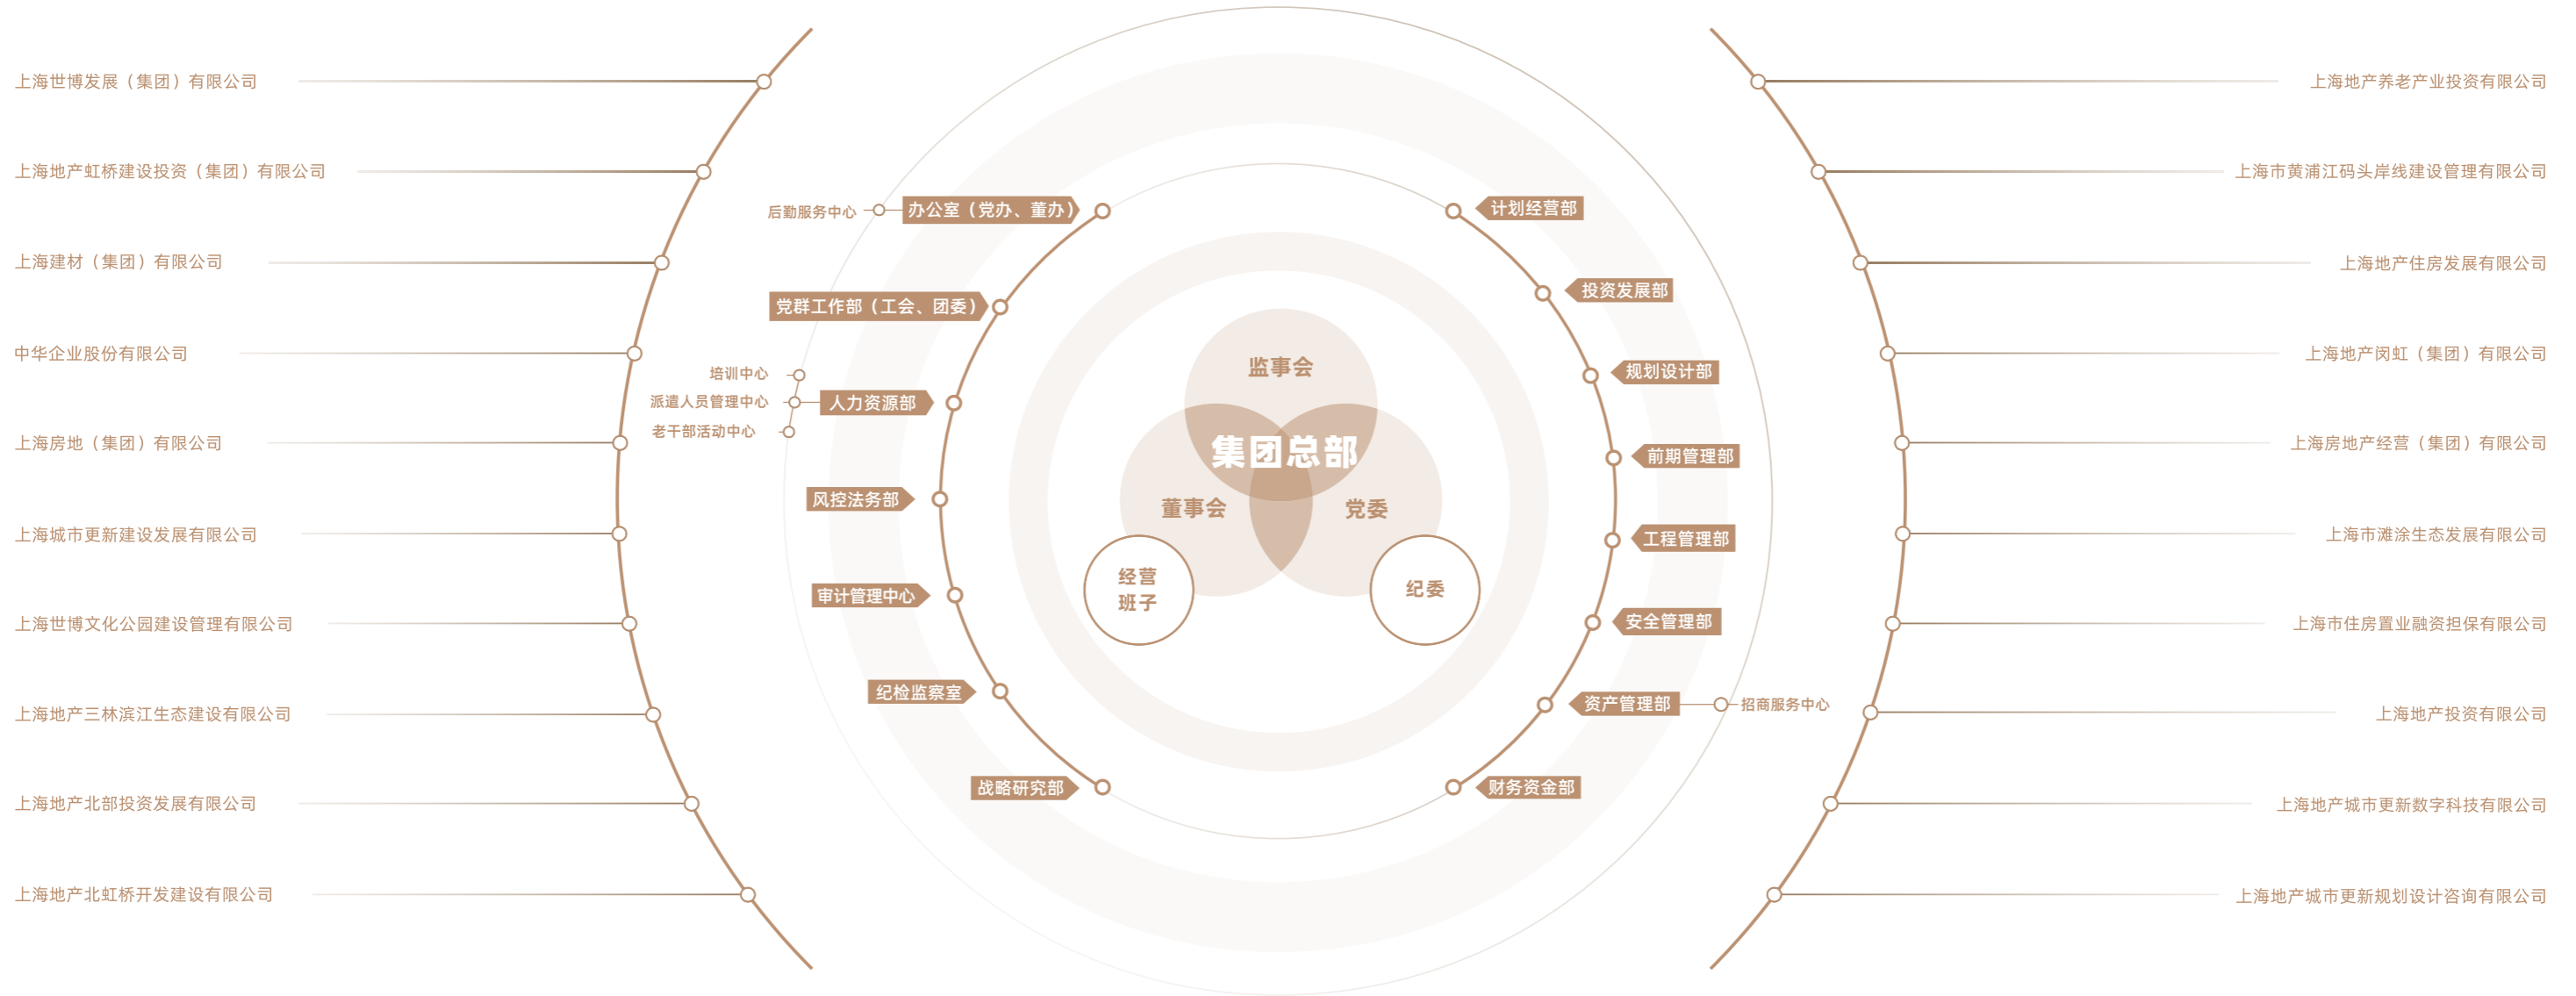 上海世博发展（集团）有限公司
上海地产虹桥建设投资（集团）有限公司
上海建材（集团）有限公司
中华企业股份有限公司
上海房地（集团）有限公司
上海城市更新建设发展有限公司
上海世博文化公园建设管理有限公司
上海地产三林滨江生态建设有限公司
上海地产北部投资发展有限公司
上海地产北虹桥开发建设有限公司
后勤服务中心
办公室（党办、董办）
党群工作部（工会、团委）
培训中心
派遣人员管理中心
老干部活动中心
人力资源部
风控法务部
审计管理中心
纪检监察室
战略研究部
监事会
集团总部
董事会
党委
经营
班子
纪委
计划经营部
投资发展部
规划设计部
前期管理部
工程管理部
安全管理部
资产管理部
招商服务中心
财务资金部
上海地产养老产业投资有限公司
上海市黄浦江码头岸线建设管理有限公司
上海地产住房发展有限公司
上海地产闵虹（集团）有限公司
上海房地产经营（集团）有限公司
上海市滩涂生态发展有限公司
上海市住房置业融资担保有限公司
上海地产投资有限公司
上海地产城市更新数字科技有限公司
上海地产城市更新规划设计咨询有限公司